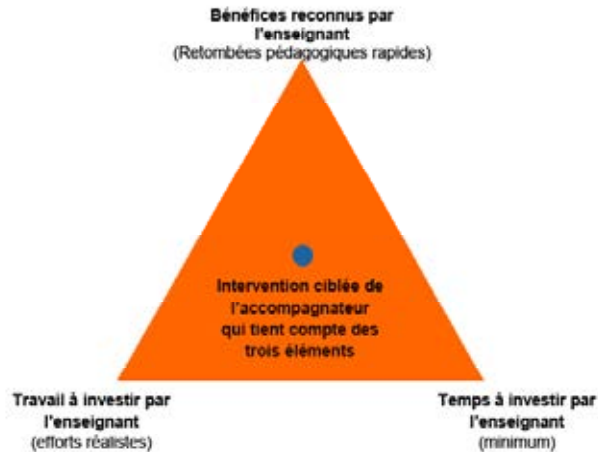 Bénéfices reconnus par
l'enseignant
(Retombées pédagogiques rapides)
Intervention ciblée de
l'accompagnateur
qui tient compte des
trois éléments
Travail à investir par
l'enseignant
(efforts réalistes)
Temps à investir par
l'enseignant
(minimum)